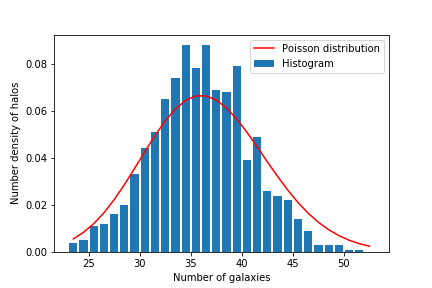 Poisson distribution
Histogram
Number density of halos
0.08
0.06
0.04
0.02
0.00
25 30 35 40 45 50
Number of galaxies